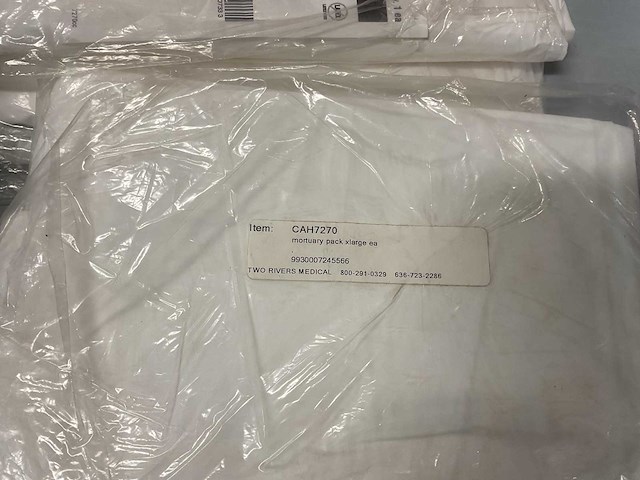 Item: CAH7270
mortuary pack xlarge ea
9930007245566
TWO RIVERS MEDICAL 800-291-0329 636-723-2286